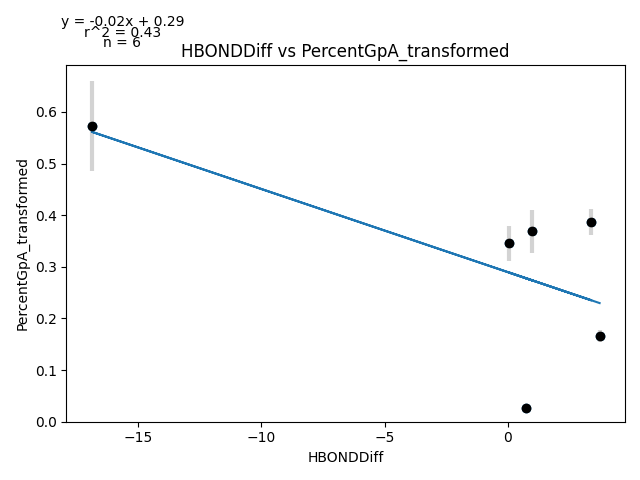 y = -0.02x + 0.29
r^2 = 0.43
n = 6
HBONDDiff vs PercentGpA_transformed
PercentGpA_transformed
0.6
0.5
0.4
0.3
0.2
0.1
0.0
−15
−10
−5
0
HBONDDiff